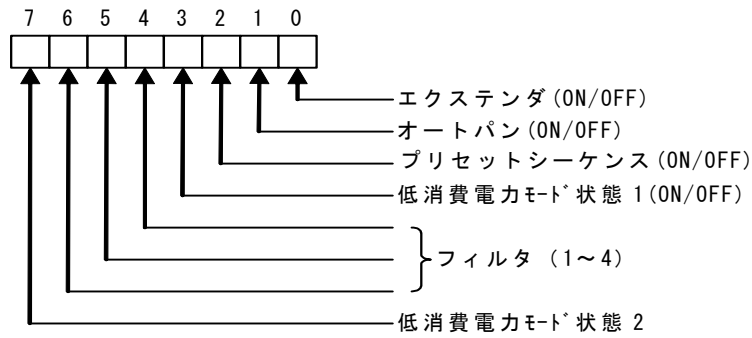 7 6 5 4 3 2 1 0
エクステンダ(ON/OFF)
オートパン(ON/OFF)
プリセットシーケンス(ON/OFF)
低消費電力ﾓｰﾄﾞ状態 1(ON/OFF)
フィルタ (1～4)
低消費電力ﾓｰﾄﾞ状態 2